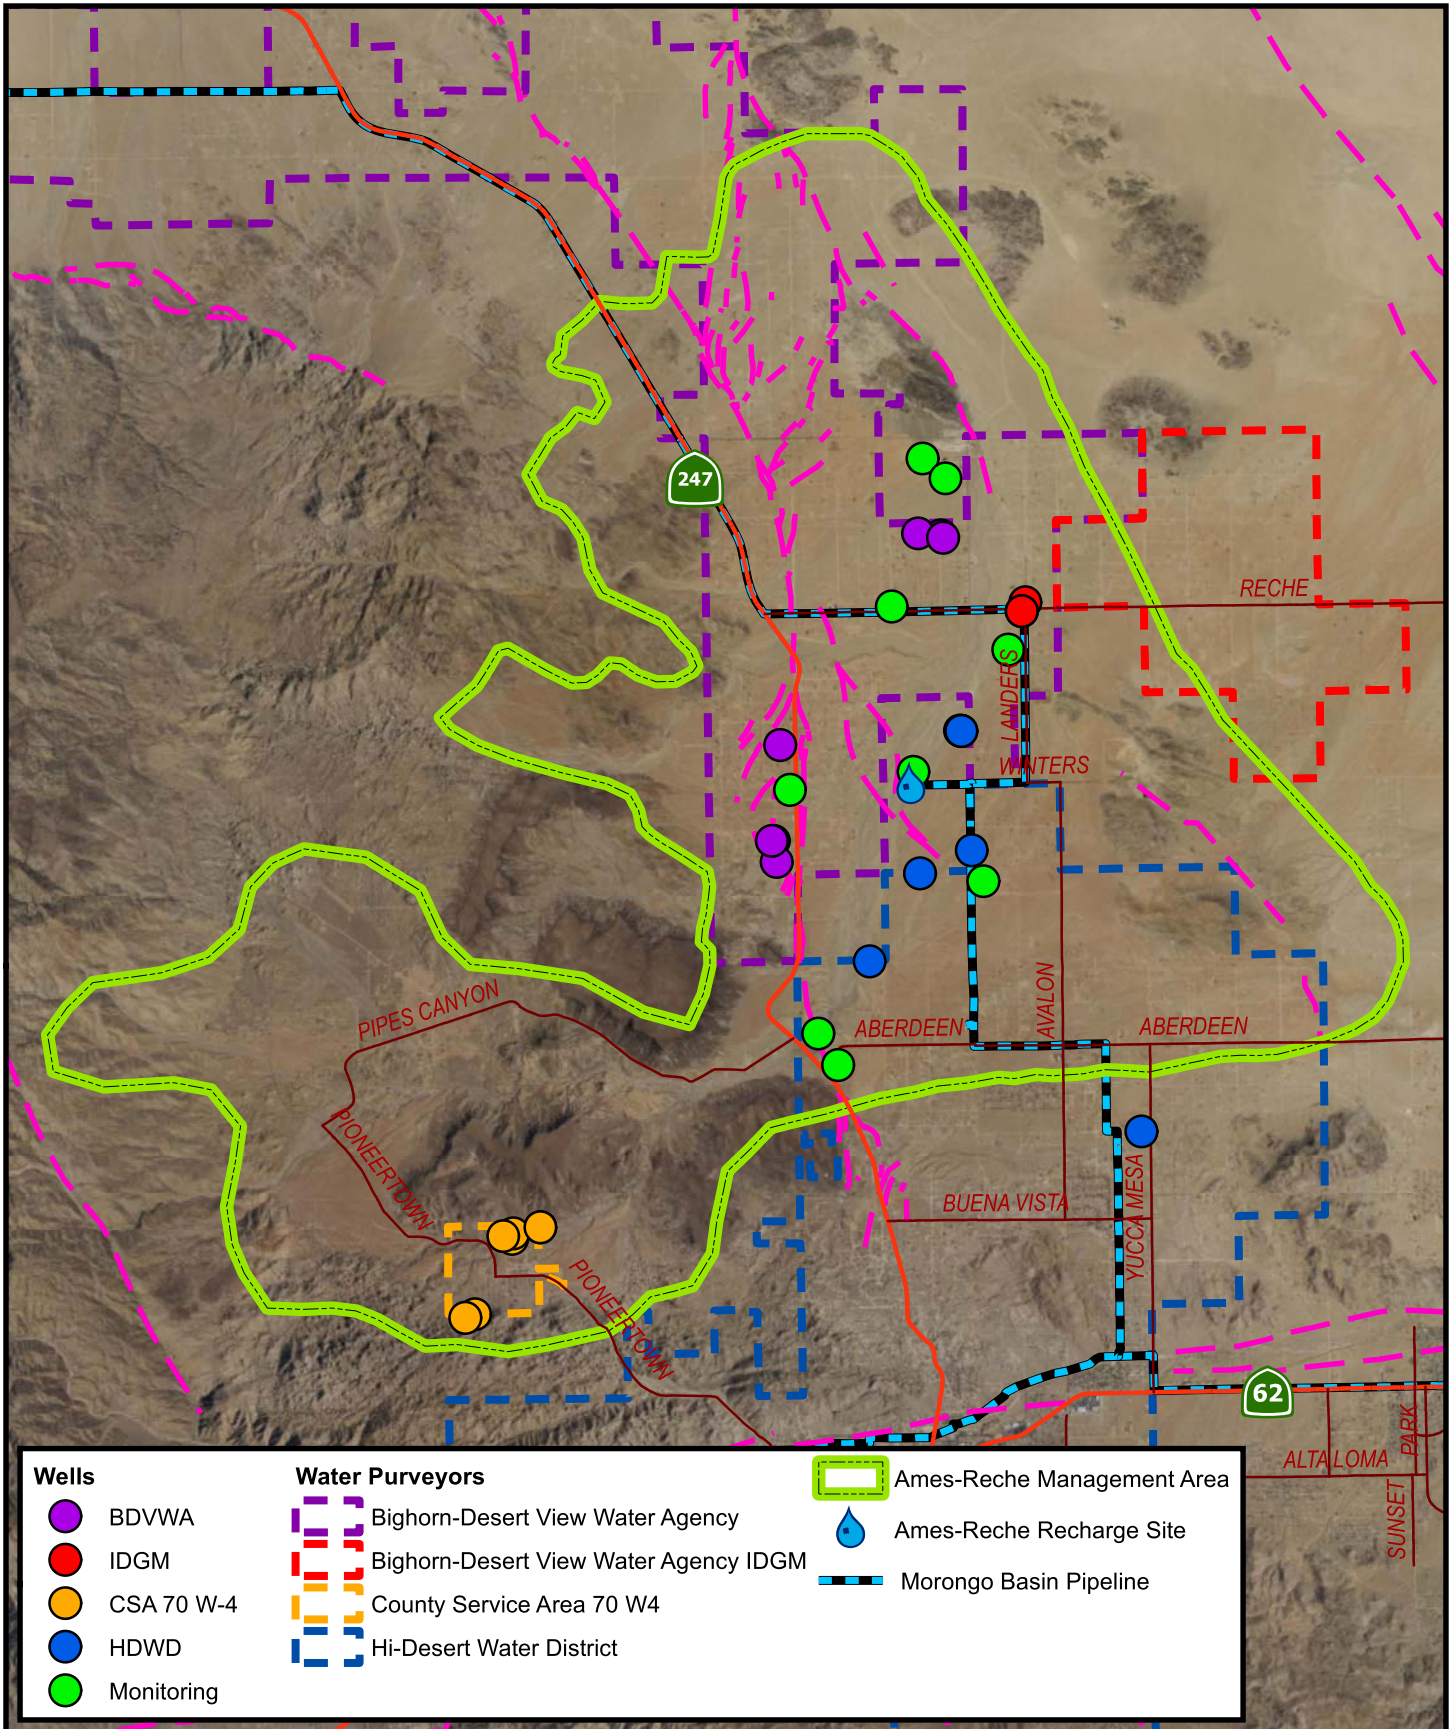 247
RECHE
LANDERS
WINTERS
PIPES CANYON
ABERDEEN
AVALON
ABERDEEN
PIONEERTOWN
BUENA VISTA
YUCCA MESA
PIONEERTOWN
62
PARK
ALTA LOMA
SUNSET
Wells
BDVWA
IDGM
CSA 70 W-4
HDWD
Monitoring
Water Purveyors
Bighorn-Desert View Water Agency
Bighorn-Desert View Water Agency IDGM
County Service Area 70 W4
Hi-Desert Water District
Ames-Reche Management Area
Ames-Reche Recharge Site
Morongo Basin Pipeline